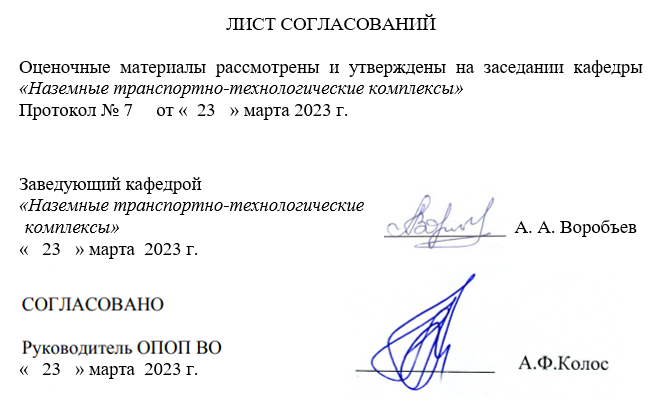 ЛИСТ СОГЛАСОВАНИЙ
Оценочные материалы рассмотрены и утверждены на заседании кафедры
«Наземные транспортно-технологические комплексы»
Протокол № 7 от « 23 » марта 2023 г.
Заведующий кафедрой
«Наземные транспортно-технологические
комплексы»
А. А. Воробъев
« 23 » марта 2023 г.
СОГЛАСОВАНО
Руководитель ОПОП ВО
« 23 » марта 2023 г.
А.Ф.Колос